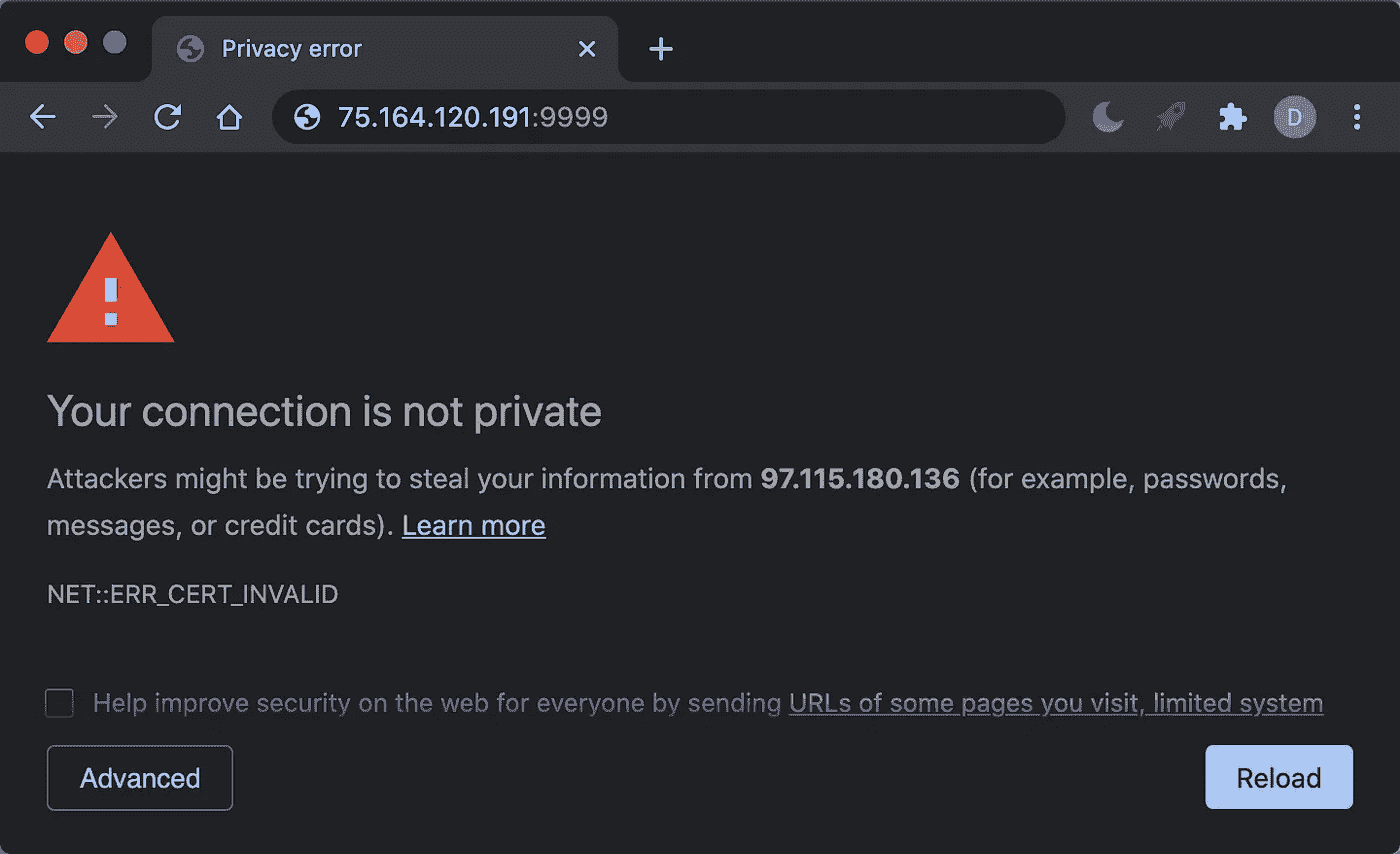 Privacy error
75.164.120.191:9999
D
Your connection is not private
Attackers might be trying to steal your information from 97.115.180.136 (for example, passwords,
messages, or credit cards). Learn more
NET::ERR_CERT_INVALID
Help improve security on the web for everyone by sending URLs of some pages you visit, limited system
Advanced
Reload